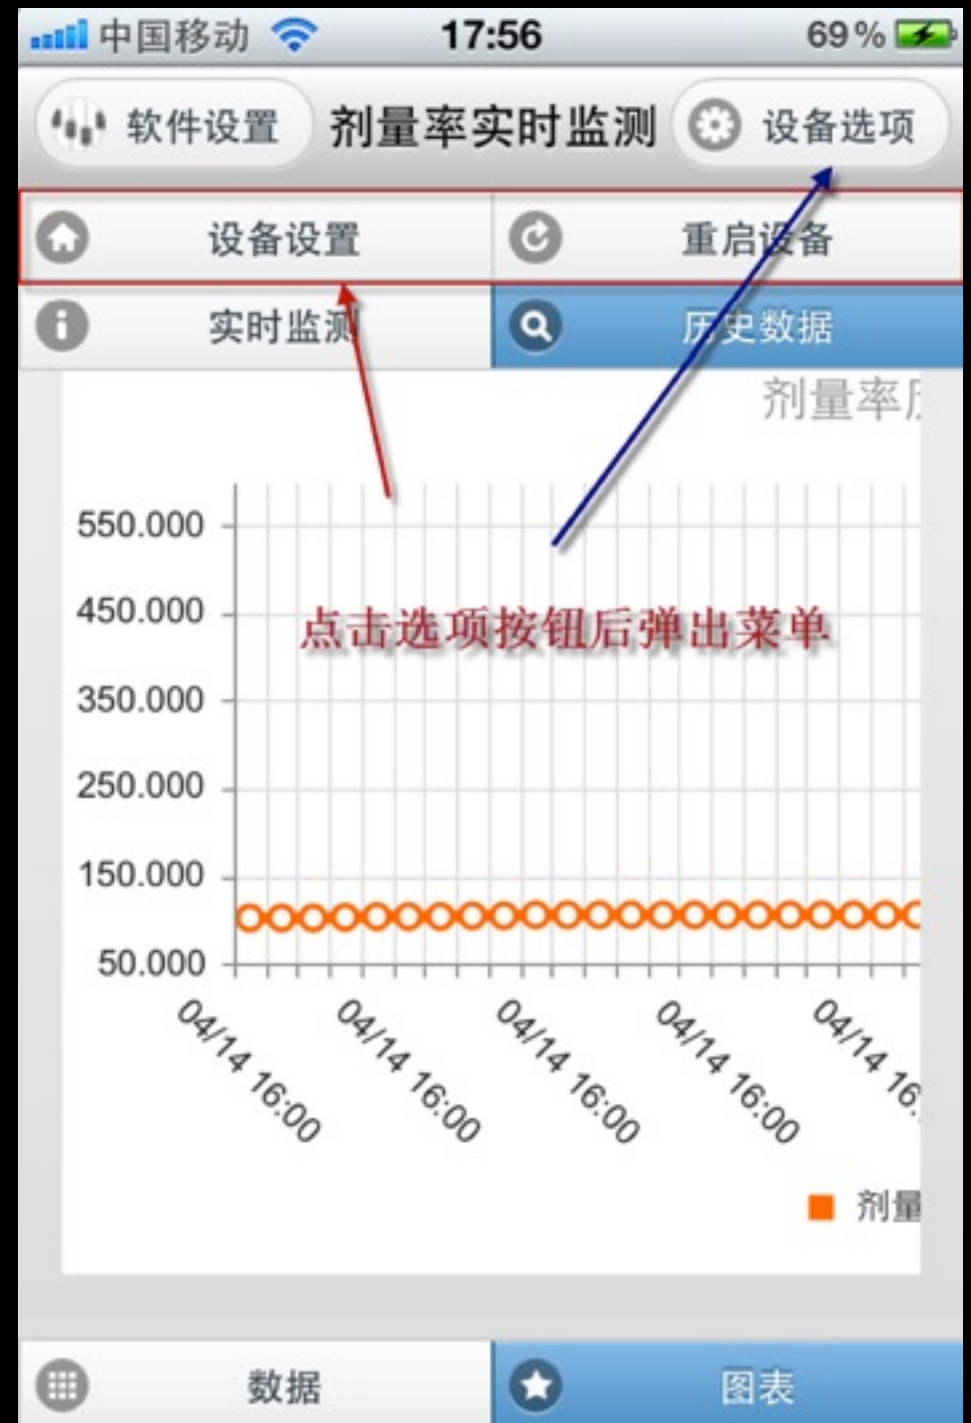 中国移动 17:56 69%
软件设置 剂量率实时监测 设备选项
设备设置 重启设备
实时监测 历史数据
剂量率历
550.000
450.000
点击选项按钮后弹出菜单
350.000
250.000
150.000
50.000
04/14 16:00 04/14 16:00 04/14 16:00 04/14 16:00 04/14 16:
剂量
数据 图表